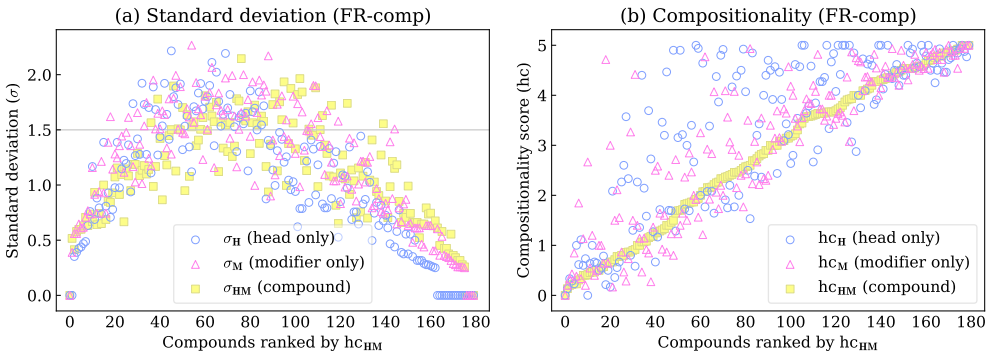 (a) Standard deviation (FR-comp)
Standard deviation (σ)
2.0
1.5
1.0
0.5
0.0
σH (head only)
σM (modifier only)
σHM (compound)
0 20 40 60 80 100 120 140 160 180
Compounds ranked by hcHM
(b) Compositionality (FR-comp)
Compositionality score (hc)
5
4
3
2
1
0
hcH (head only)
hcM (modifier only)
hcHM (compound)
0 20 40 60 80 100 120 140 160 180
Compounds ranked by hcHM